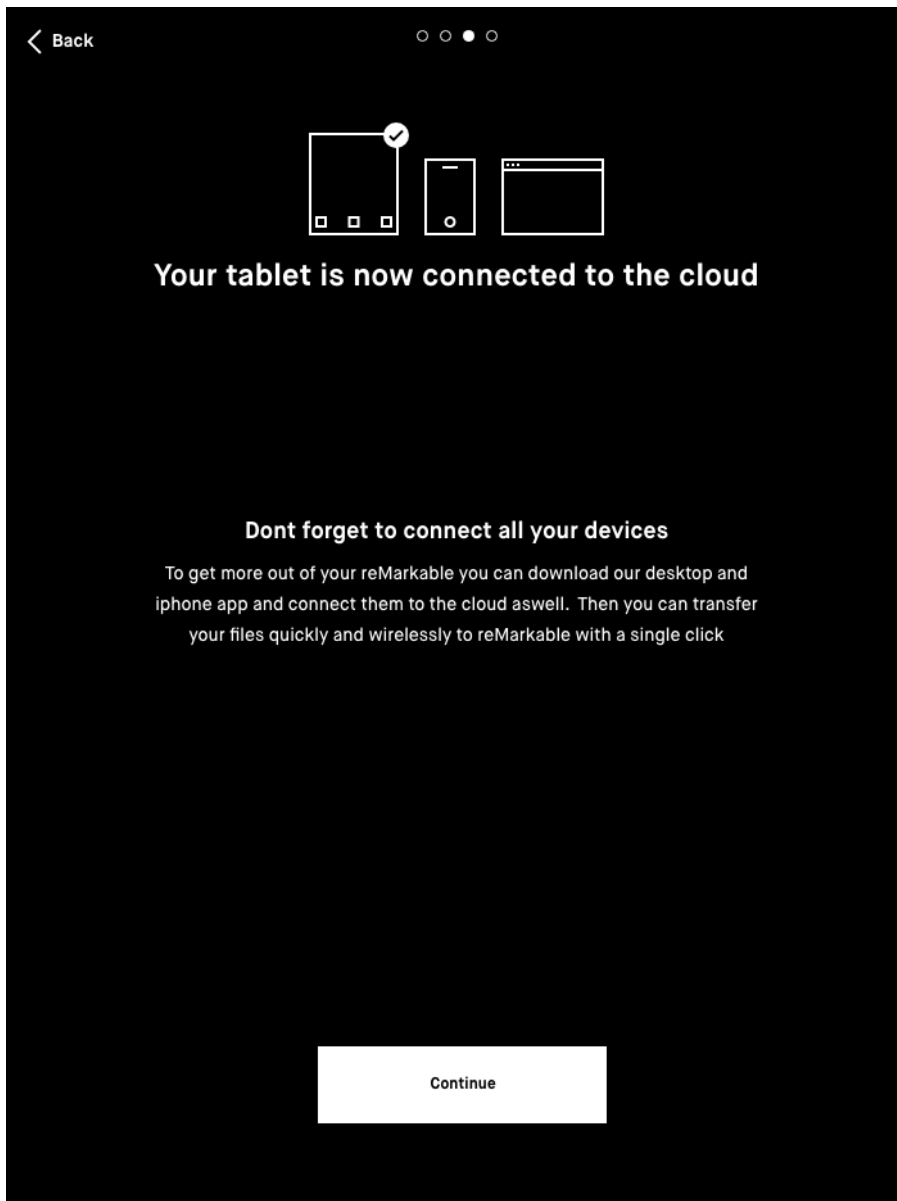 Back
Your tablet is now connected to the cloud
Dont forget to connect all your devices
To get more out of your reMarkable you can download our desktop and
iphone app and connect them to the cloud aswell.  Then you can transfer
your files quickly and wirelessly to reMarkable with a single click
Continue